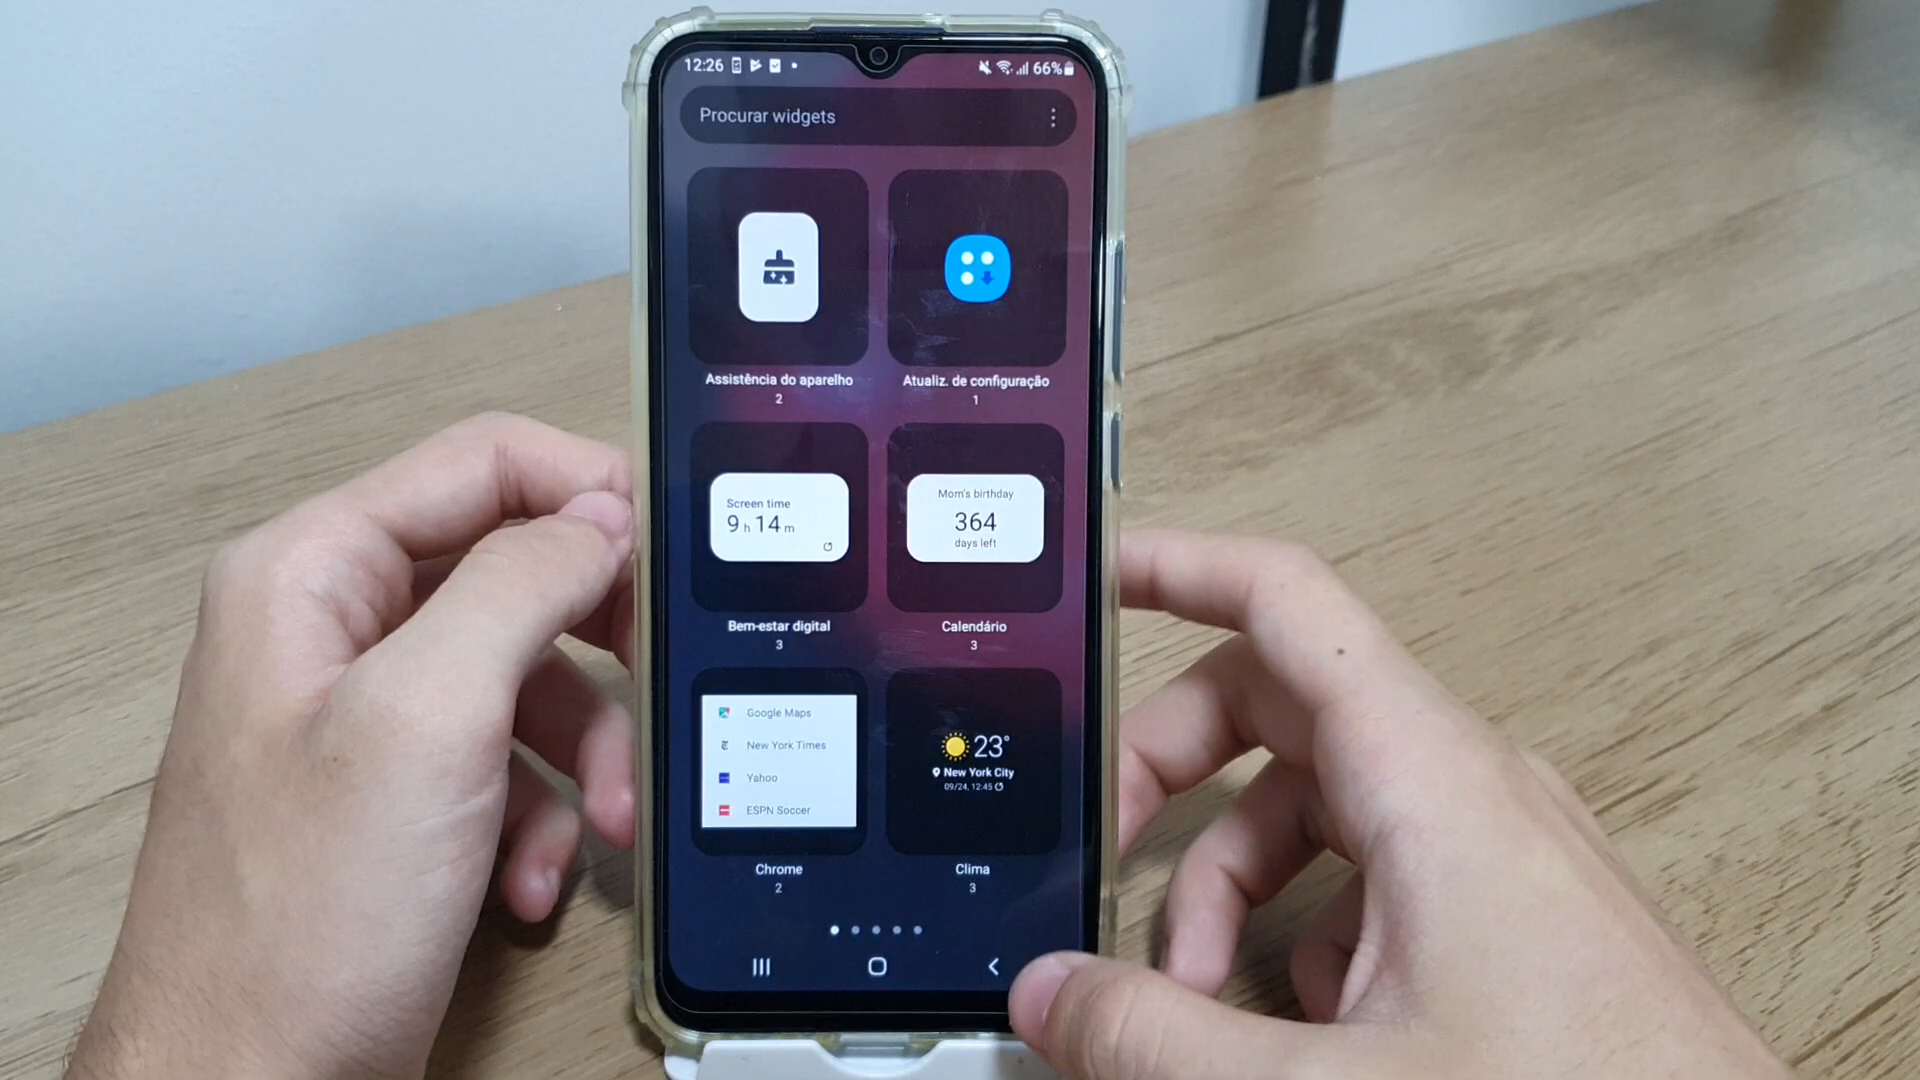 12:26
66%
Procurar widgets
Assistência do aparelho
2
Atualiz. de configuração
1
Screen time
9 h 14 m
Bem-estar digital
3
Mom's birthday
364
days left
Calendário
3
Google Maps
New York Times
Yahoo
ESPN Soccer
Chrome
2
23°
New York City
09/24, 12:45
Clima
3